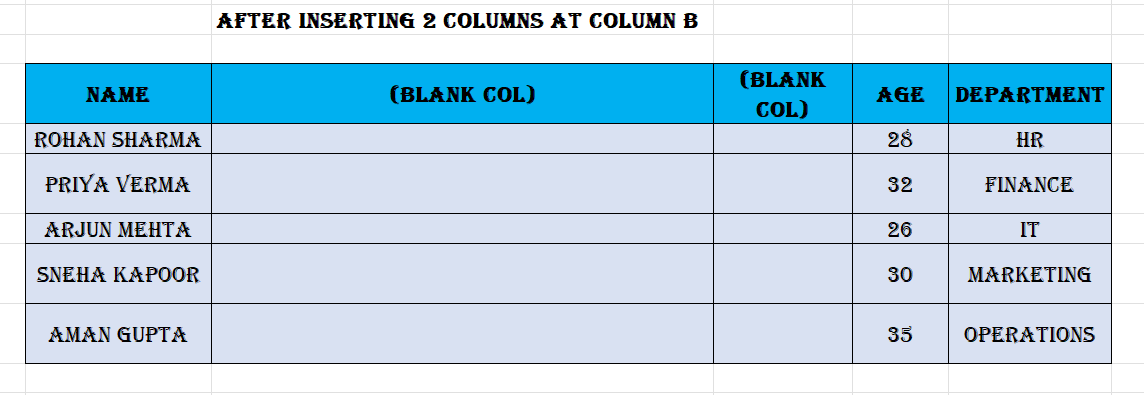 AFTER INSERTING 2 COLUMNS AT COLUMN B
NAME (BLANK COL) (BLANK COL) AGE DEPARTMENT
ROHAN SHARMA 28 HR
PRIYA VERMA 32 FINANCE
ARJUN MEHTA 26 IT
SNEHA KAPOOR 30 MARKETING
AMAN GUPTA 35 OPERATIONS